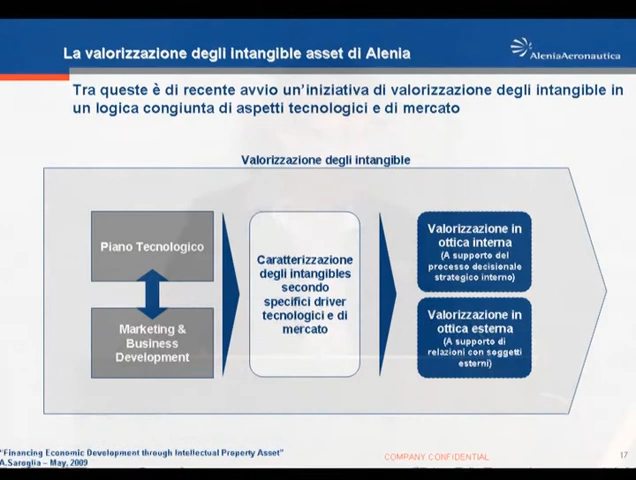 La valorizzazione degli intangible asset di Alenia
AleniaAeronautica
Tra queste è di recente avvio un'iniziativa di valorizzazione degli intangible in
un logica congiunta di aspetti tecnologici e di mercato
Valorizzazione degli intangible
Piano Tecnologico
Marketing &
Business
Development
Caratterizzazione
degli intangibles
secondo
specifici driver
tecnologici e di
mercato
Valorizzazione in
ottica interna
(A supporto del
processo decisionale
strategico interno)
Valorizzazione in
ottica esterna
(A supporto di
relazioni con soggetti
esterni)
"Financing Economic Development through Intellectual Property Asset"
A.Saroglia – May, 2009
COMPANY CONFIDENTIAL
17